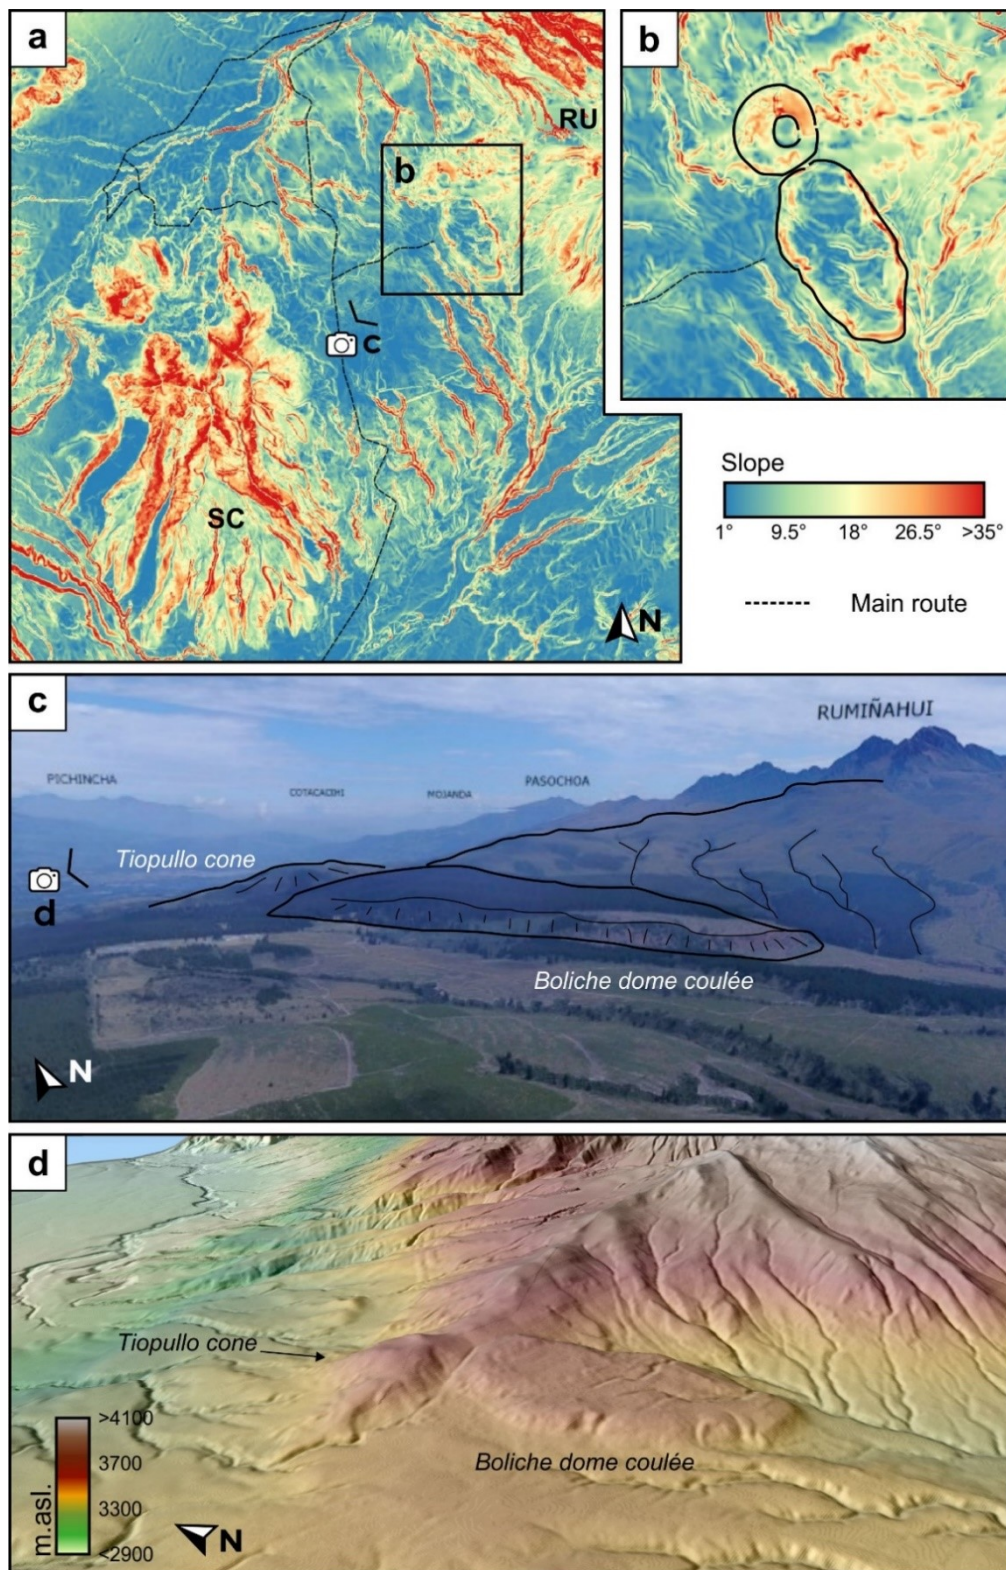 a
RU
b
C
SC
N
b
Slope
1° 9.5° 18° 26.5° >35°
Main route
c
RUMIÑAHUI
PICHINCHA
COTACACHI
MOJANDA
PASOCHOA
Tiopullo cone
d
Boliche dome coulée
N
d
Tiopullo cone
>4100
3700
3300
<2900
m.asl.
Boliche dome coulée
N